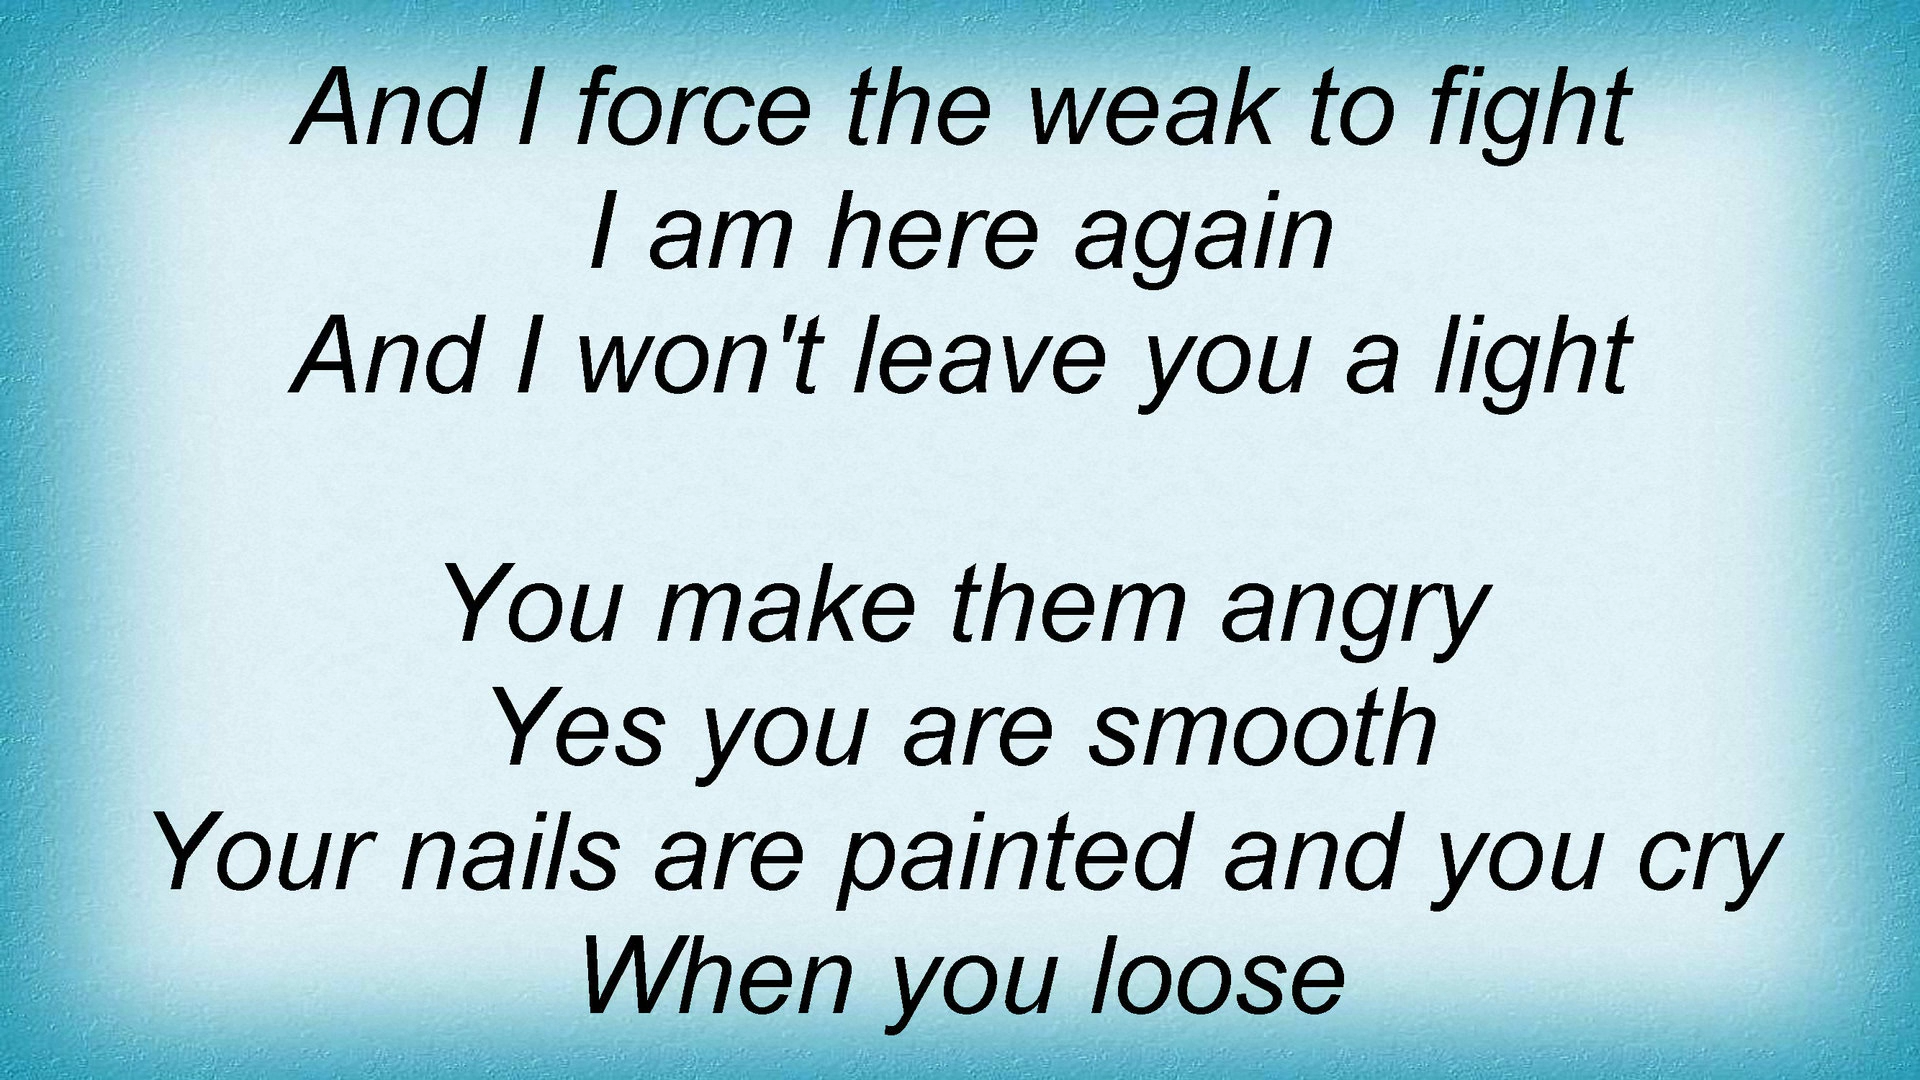 And I force the weak to fight
I am here again
And I won't leave you a light
You make them angry
Yes you are smooth
Your nails are painted and you cry
When you loose